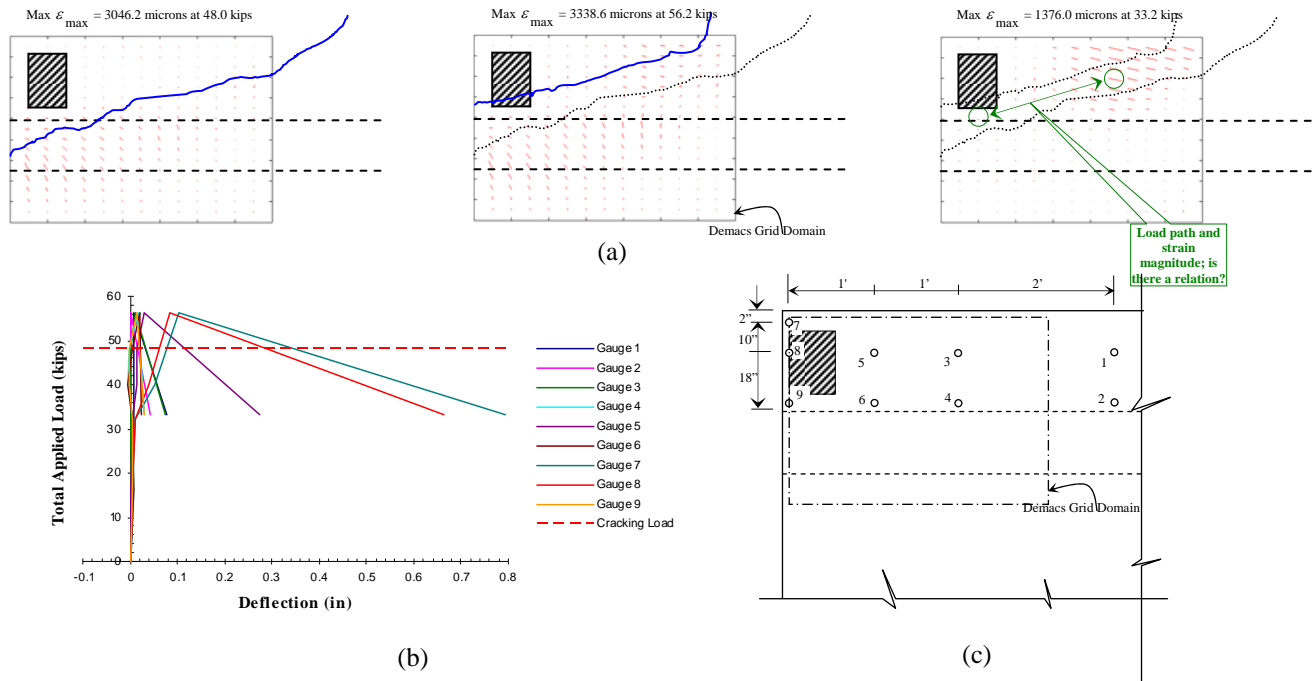 Max ε max = 3046.2 microns at 48.0 kips
Max ε max = 3338.6 microns at 56.2 kips
Max ε max = 1376.0 microns at 33.2 kips
Demacs Grid Domain
Load path and
strain
magnitude; is
there a relation?
(a)
60
50
40
30
20
10
0
-0.1
0
0.1
0.2
0.3
0.4
0.5
0.6
0.7
0.8
Total Applied Load (kips)
Deflection (in)
Gauge 1
Gauge 2
Gauge 3
Gauge 4
Gauge 5
Gauge 6
Gauge 7
Gauge 8
Gauge 9
Cracking Load
(b)
1'
1'
2'
2”
10”
18”
7
8
9
5
3
1
6
4
2
Demacs Grid Domain
(c)